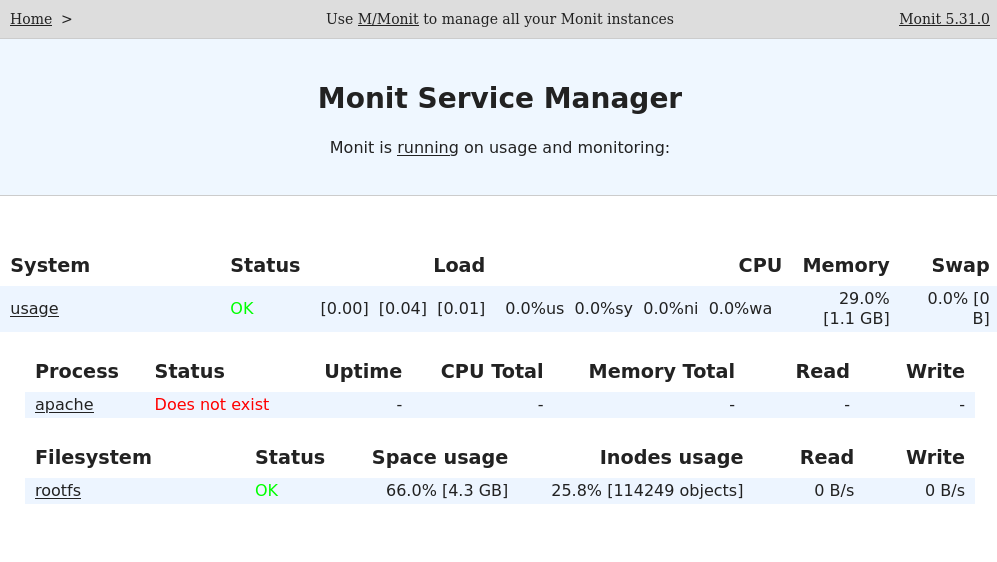 Home > Use M/Monit to manage all your Monit instances Monit 5.31.0
Monit Service Manager
Monit is running on usage and monitoring:
System Status Load CPU Memory Swap
usage OK [0.00] [0.04] [0.01] 0.0%us 0.0%sy 0.0%ni 0.0%wa 29.0% [1.1 GB] 0.0% [0 B]
Process Status Uptime CPU Total Memory Total Read Write
apache Does not exist - - - - -
Filesystem Status Space usage Inodes usage Read Write
rootfs OK 66.0% [4.3 GB] 25.8% [114249 objects] 0 B/s 0 B/s